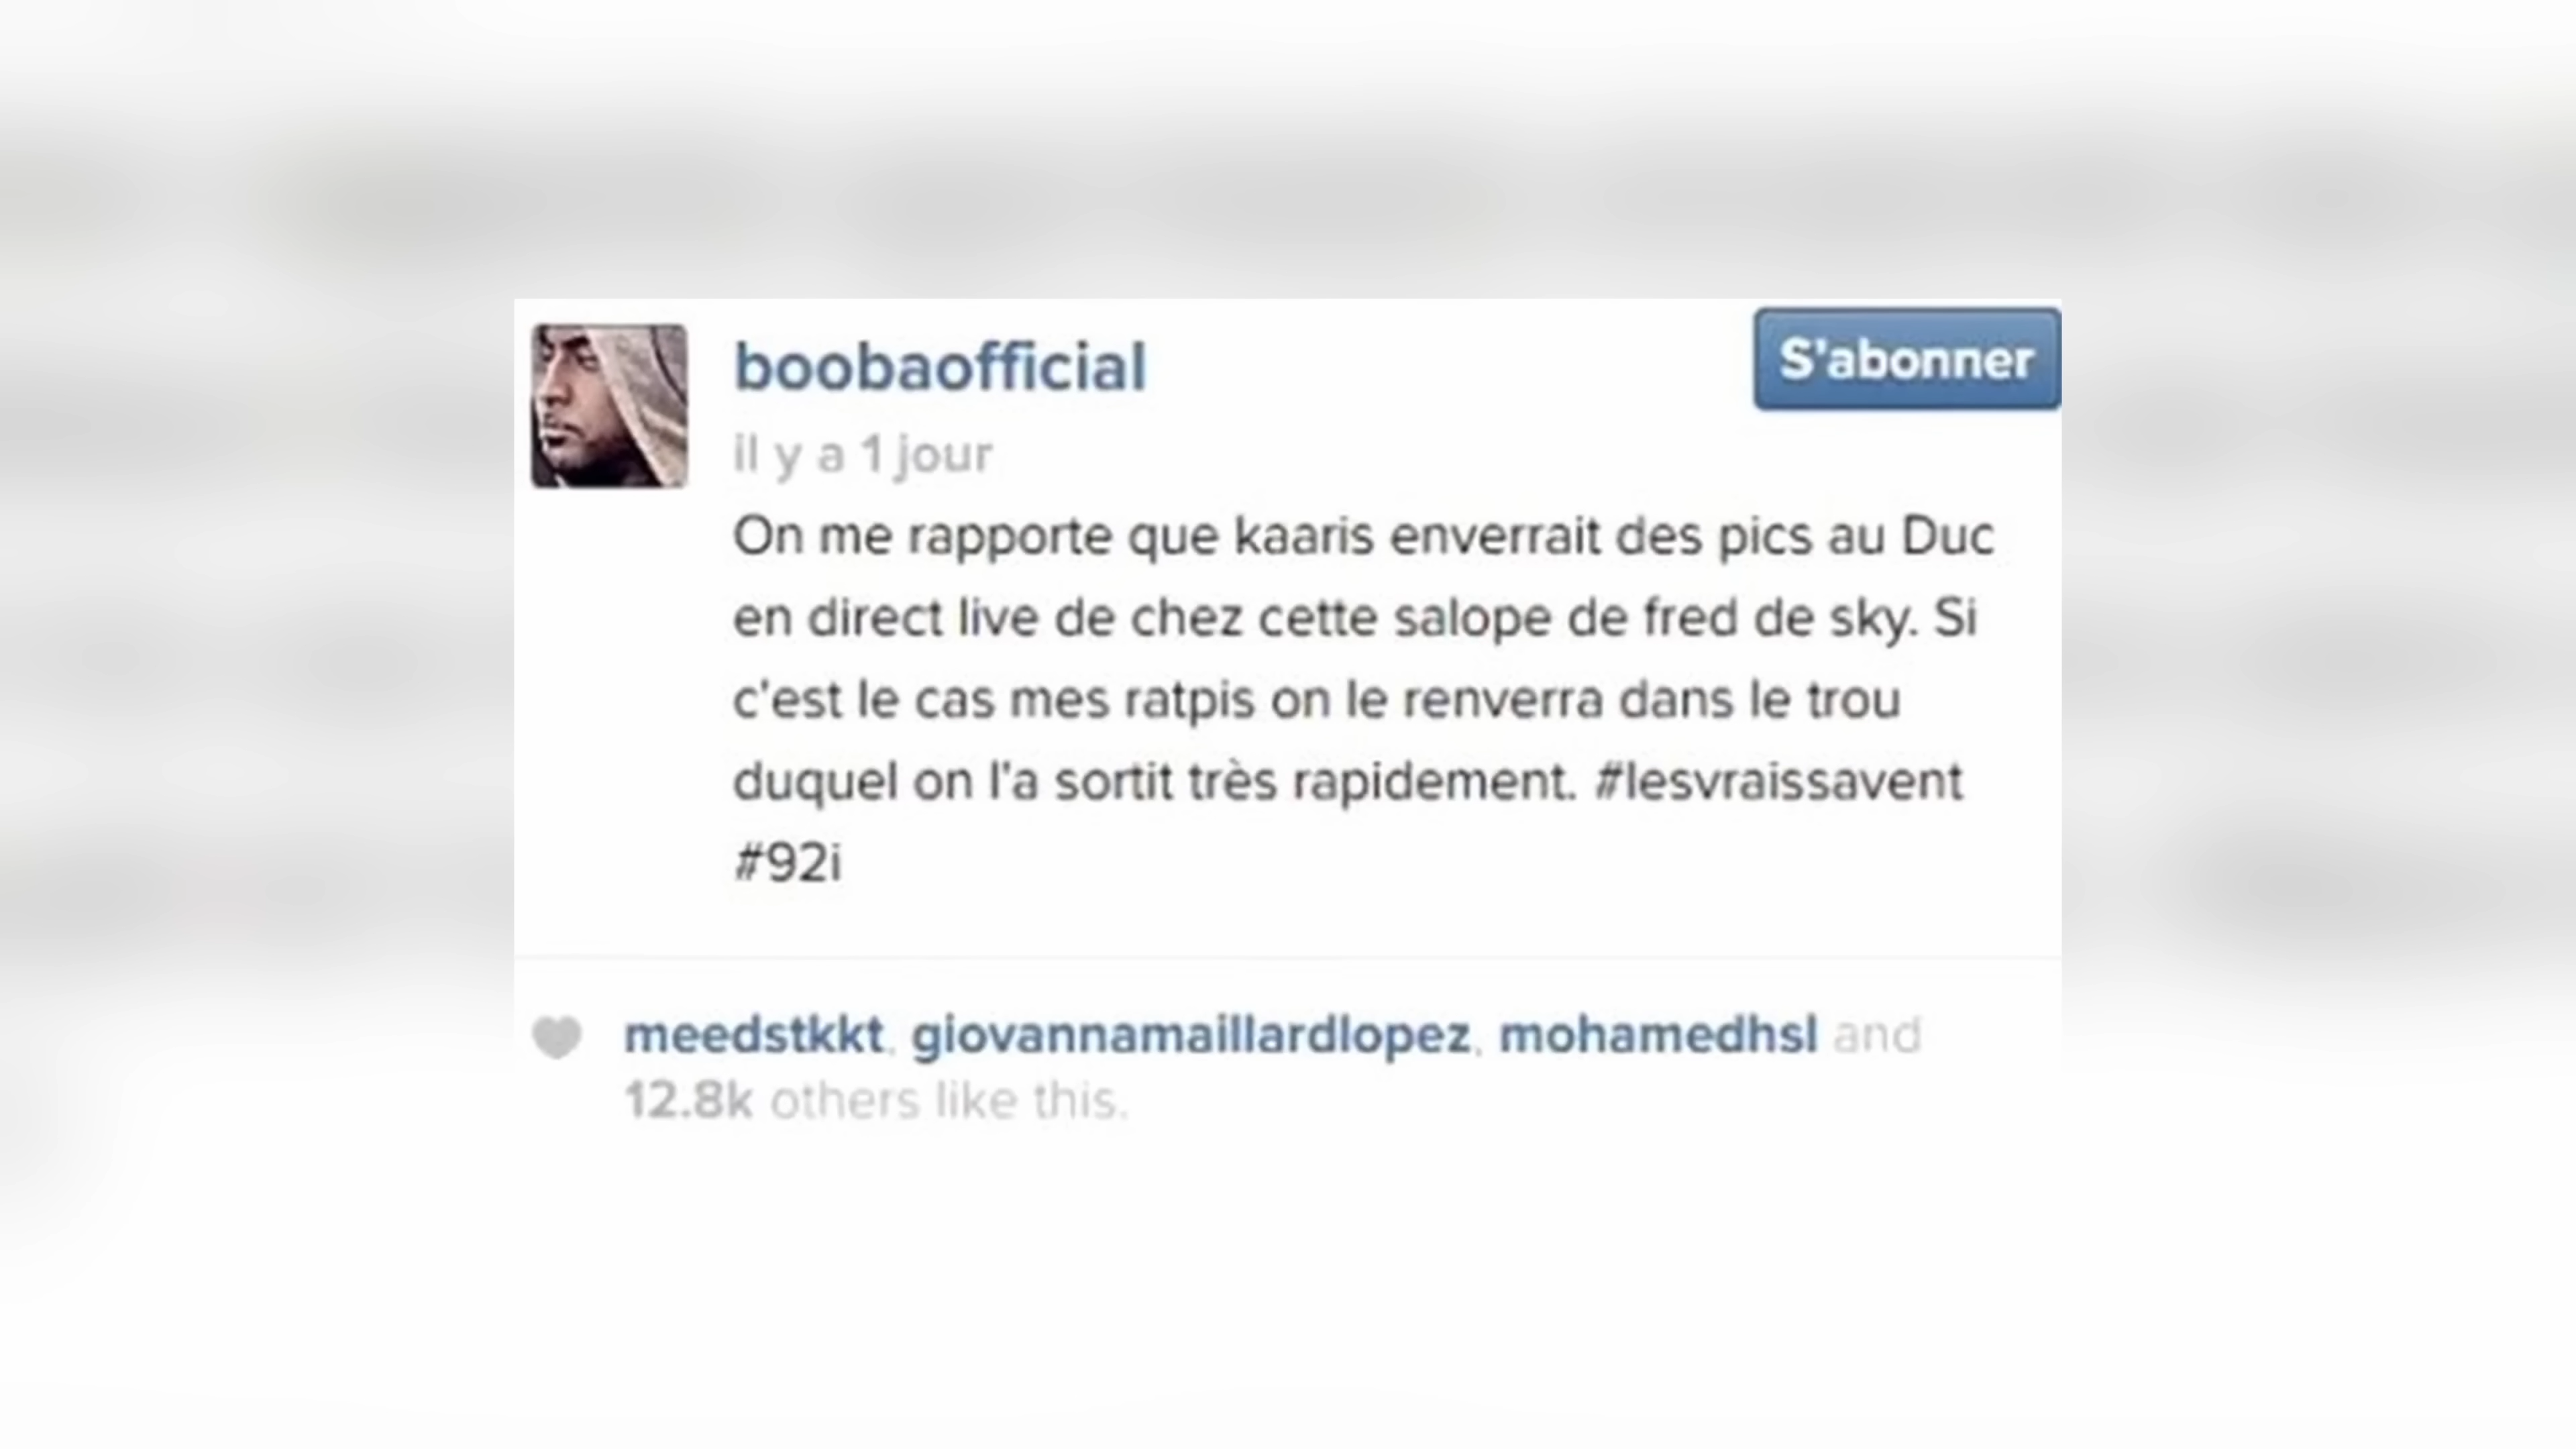 boobaofficial
S'abonner
il y a 1 jour
On me rapporte que kaaris enverrait des pics au Duc
en direct live de chez cette salope de fred de sky. Si
c'est le cas mes ratpis on le renverra dans le trou
duquel on l'a sortit très rapidement. #lesvraissavent
#92i
meedstkkt, giovannamaillardlopez, mohamedhsl and
12.8k others like this.